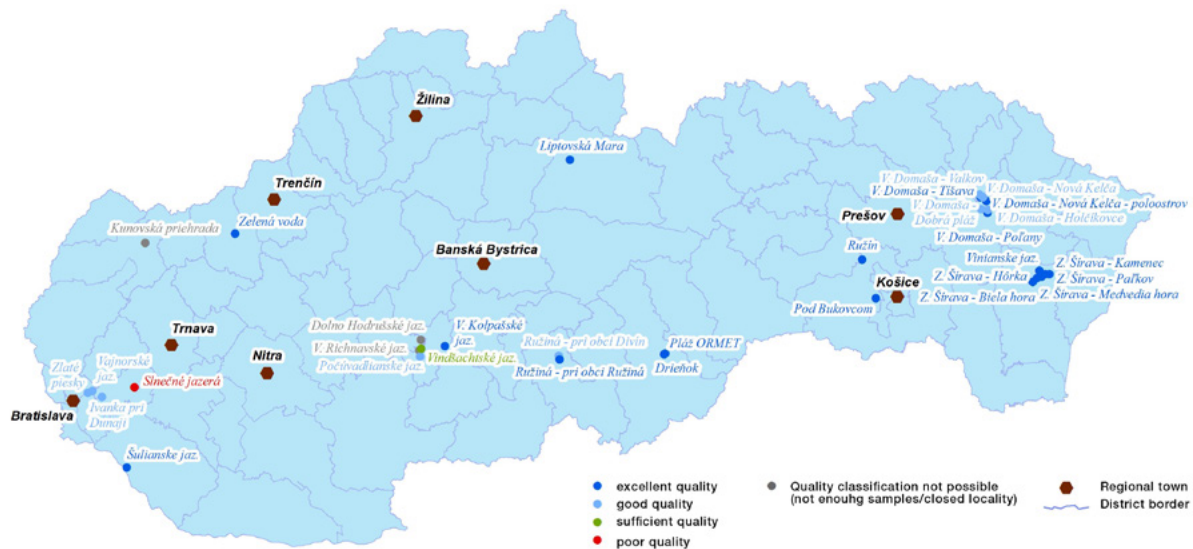 Žilina
Liptovská Mara
Trenčín
Zelená voda
Kunovská priehrada
Banská Bystrica
V. Domaša - Valkov
V. Domaša - Tíšava
V. Domaša - Nová Kelča
V. Domaša - Nová Kelča - poloostrov
V. Domaša -
Dobrá pláž
V. Domaša - Holčíkovce
Prešov
V. Domaša - Poľany
Ružín
Vinianske jaz.
Z. Šírava - Kamenec
Z. Šírava - Hôrka
Z. Šírava - Paľkov
Košice
Z. Šírava - Biela hora
Z. Šírava - Medvedia hora
Pod Bukovcom
Trnava
Nitra
Dolno Hodrušské jaz.
V. Kolpašské
jaz.
V. Richnavské jaz.
Vindšachtské jaz.
Počúvadlianske jaz.
Ružiná - pri obci Divín
Ružiná - pri obci Ružiná
Pláž ORMET
Drieňok
Zlaté
piesky
Vajnorské
jaz.
Slnečné jazerá
Bratislava
Ivanka pri
Dunaji
Šulianske jaz.
excellent quality
good quality
sufficient quality
poor quality
Quality classification not possible
(not enouhg samples/closed locality)
Regional town
District border